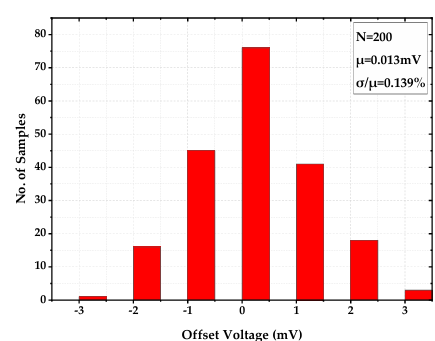 N=200
μ=0.013mV
σ/μ=0.139%
No. of Samples
80
70
60
50
40
30
20
10
0
-3 -2 -1 0 1 2 3
Offset Voltage (mV)